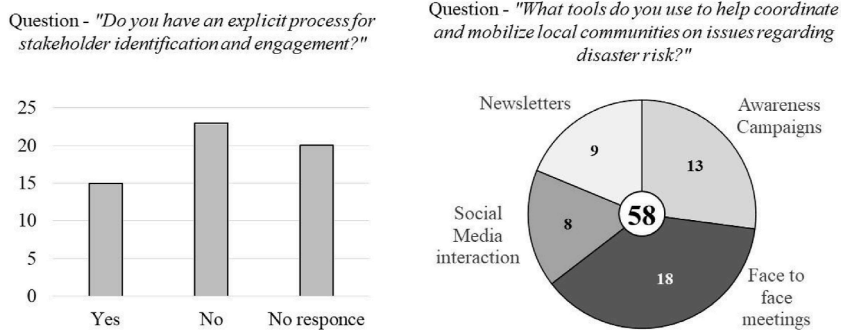 Question - "Do you have an explicit process for
stakeholder identification and engagement?"
25
20
15
10
5
0
Yes
No
No responce
Question - "What tools do you use to help coordinate
and mobilize local communities on issues regarding
disaster risk?"
Newsletters
Awareness
Campaigns
9
13
58
Social
Media
interaction
8
18
Face to
face
meetings